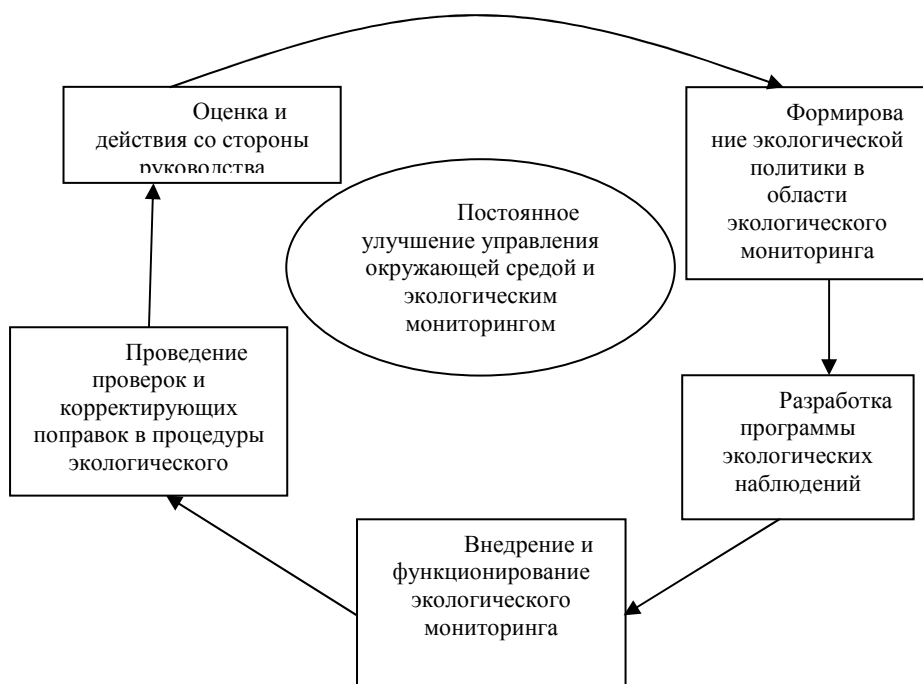 Оценка и
действия со стороны
руководства
Формирова
ние экологической
политики в
области
экологического
мониторинга
Постоянное
улучшение управления
окружающей средой и
экологическим
мониторингом
Проведение
проверок и
корректирующих
поправок в процедуры
экологического
Разработка
программы
экологических
наблюдений
Внедрение и
функционирование
экологического
мониторинга